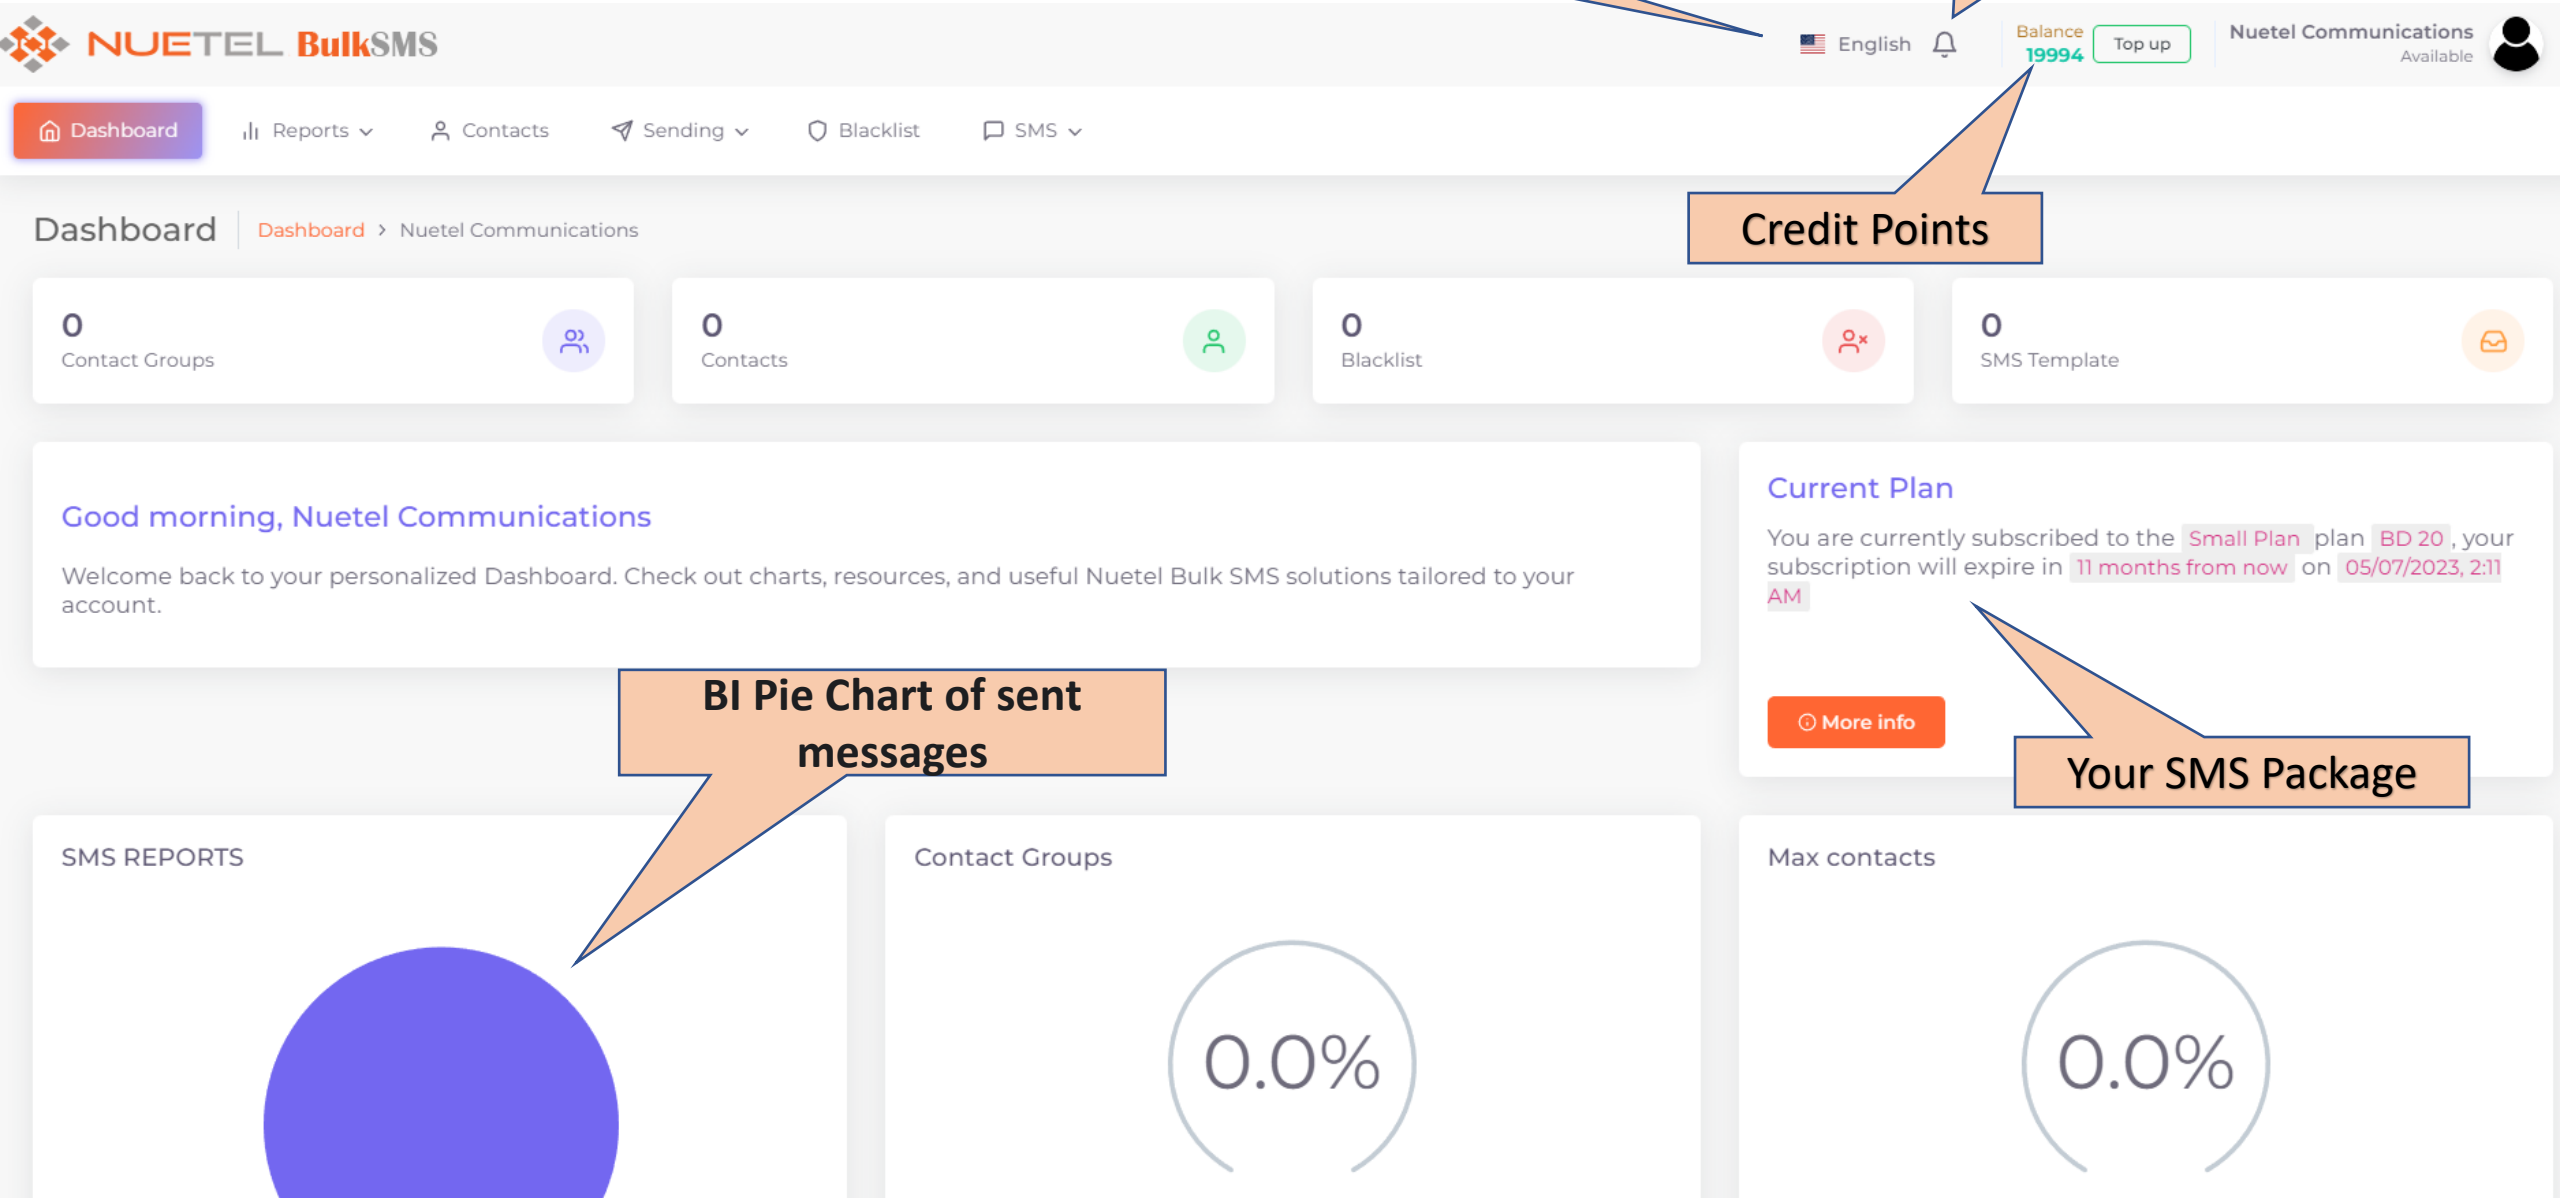 NUETEL BulkSMS
English
Balance
19994
Top up
Nuetel Communications
Available
Dashboard
Reports
Contacts
Sending
Blacklist
SMS
Credit Points
Dashboard
Dashboard > Nuetel Communications
0
Contact Groups
0
Contacts
0
Blacklist
0
SMS Template
Good morning, Nuetel Communications
Welcome back to your personalized Dashboard. Check out charts, resources, and useful Nuetel Bulk SMS solutions tailored to your
account.
Current Plan
You are currently subscribed to the Small Plan plan BD 20 , your
subscription will expire in 11 months from now on 05/07/2023, 2:11
AM
More info
Your SMS Package
BI Pie Chart of sent
messages
SMS REPORTS
Contact Groups
0.0%
Max contacts
0.0%